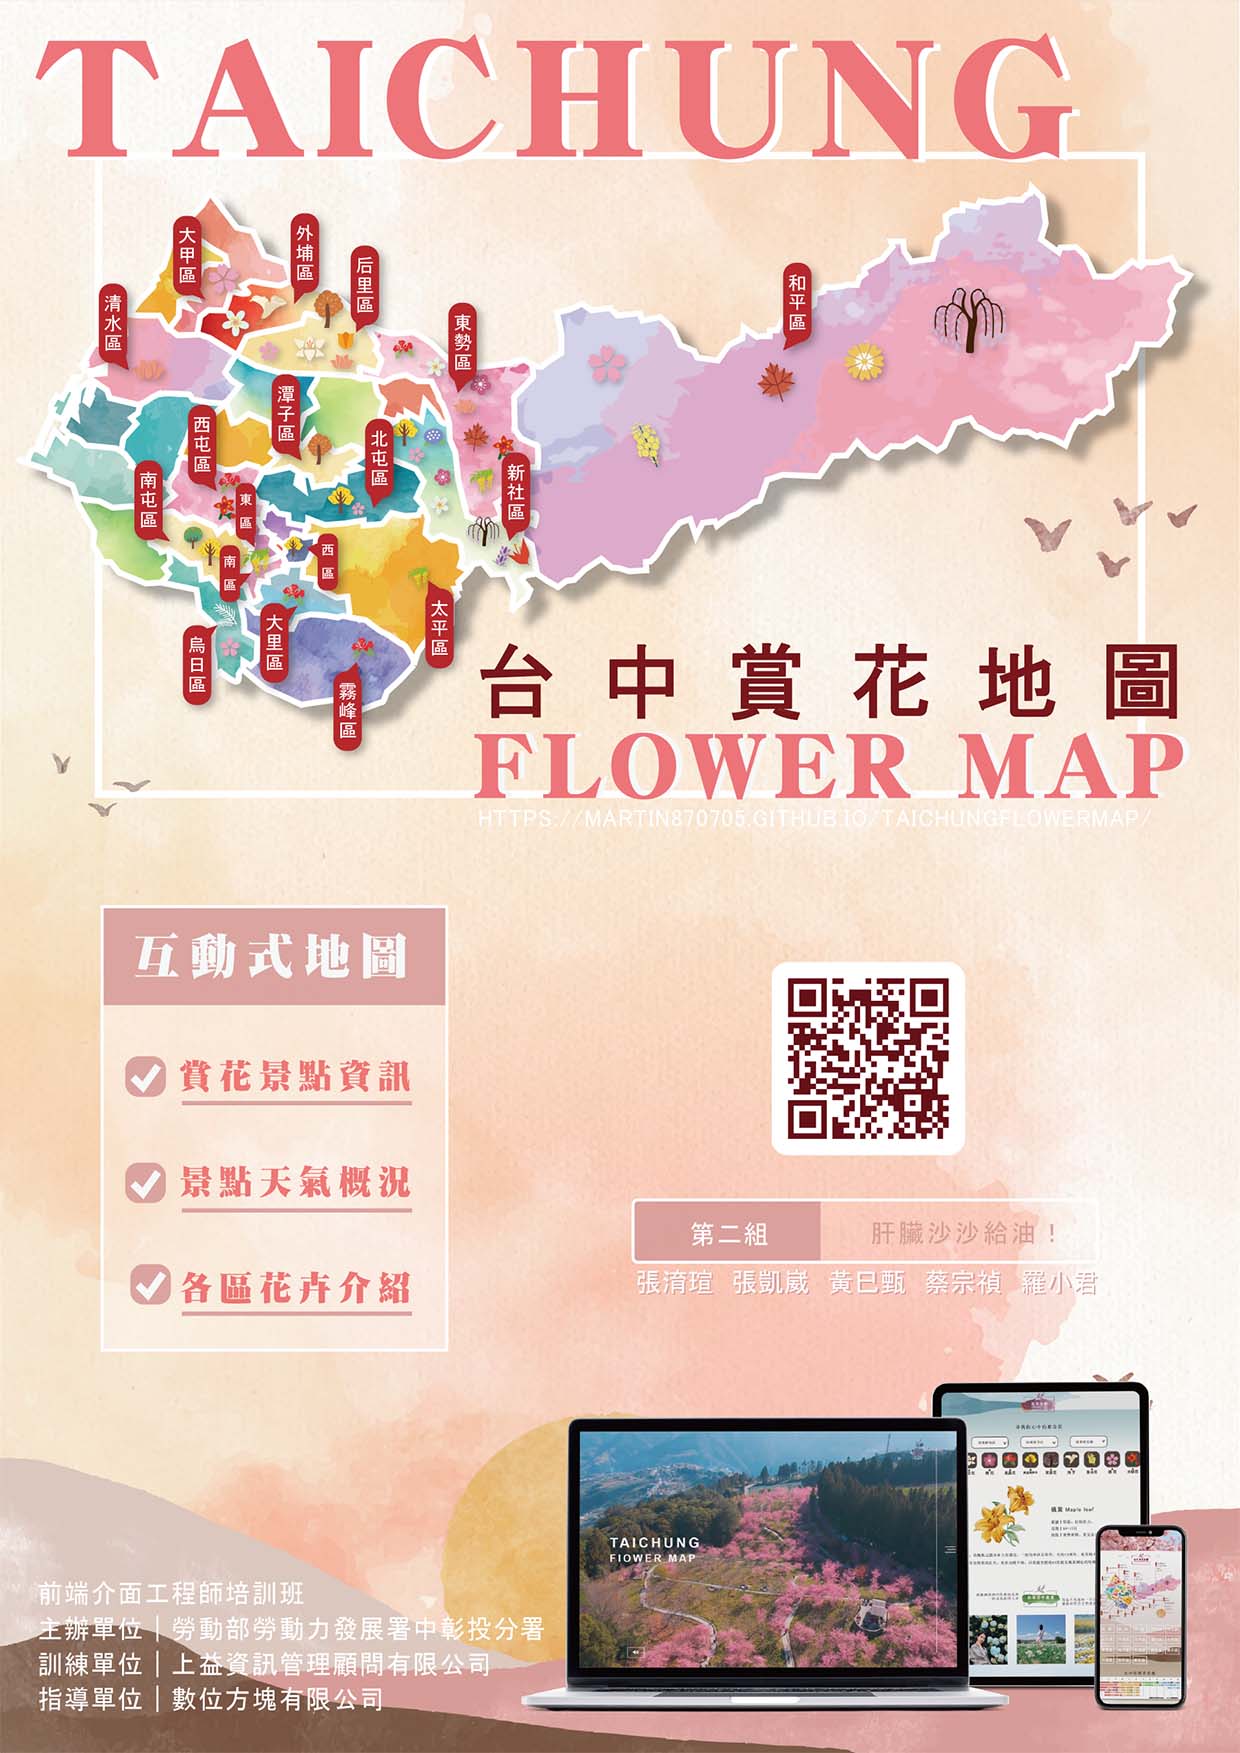 TAICHUNG
大甲區
外埔區
后里區
清水區
東勢區
和平區
潭子區
西屯區
北屯區
南屯區
新社區
東區
西區
南區
大里區
太平區
烏日區
霧峰區
台中賞花地圖
FLOWER MAP
HTTPS://MARTIN870705.GITHUB.IO/TAICHUNGFLOWERMAP/
互動式地圖
賞花景點資訊
景點天氣概況
各區花卉介紹
第二組 肝臟沙沙給油！
張淯瑄 張凱崴 黃巳甄 蔡宗禎 羅小君
TAICHUNG
FLOWER MAP
楓葉 Maple leaf
前端介面工程師培訓班
主辦單位｜勞動部勞動力發展署中彰投分署
訓練單位｜上益資訊管理顧問有限公司
指導單位｜數位方塊有限公司